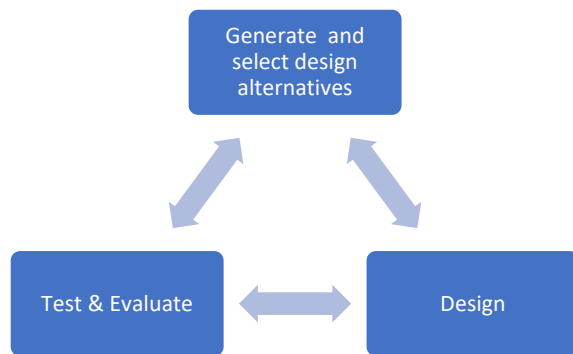 Generate and
select design
alternatives
Test & Evaluate
Design